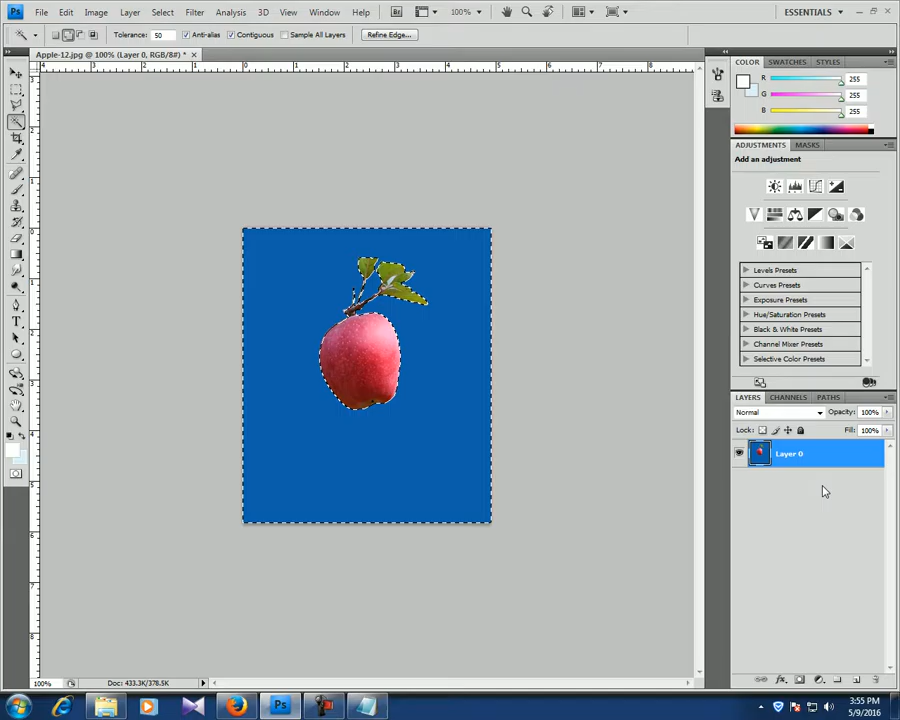 Ps File Edit Image Layer Select Filter Analysis 3D View Window Help Br 100% ESSENTIALS
Tolerance: 50 Anti-alias Contiguous Sample All Layers Refine Edge...
Apple-12.jpg @ 100% (Layer 0, RGB/8#) *
COLOR SWATCHES STYLES
R 255
G 255
B 255
ADJUSTMENTS MASKS
Add an adjustment
Levels Presets
Curves Presets
Exposure Presets
Hue/Saturation Presets
Black & White Presets
Channel Mixer Presets
Selective Color Presets
LAYERS CHANNELS PATHS
Normal Opacity: 100%
Lock: Fill: 100%
Layer 0
100% Doc: 433.3K/378.5K
Ps
3:55 PM
5/9/2016